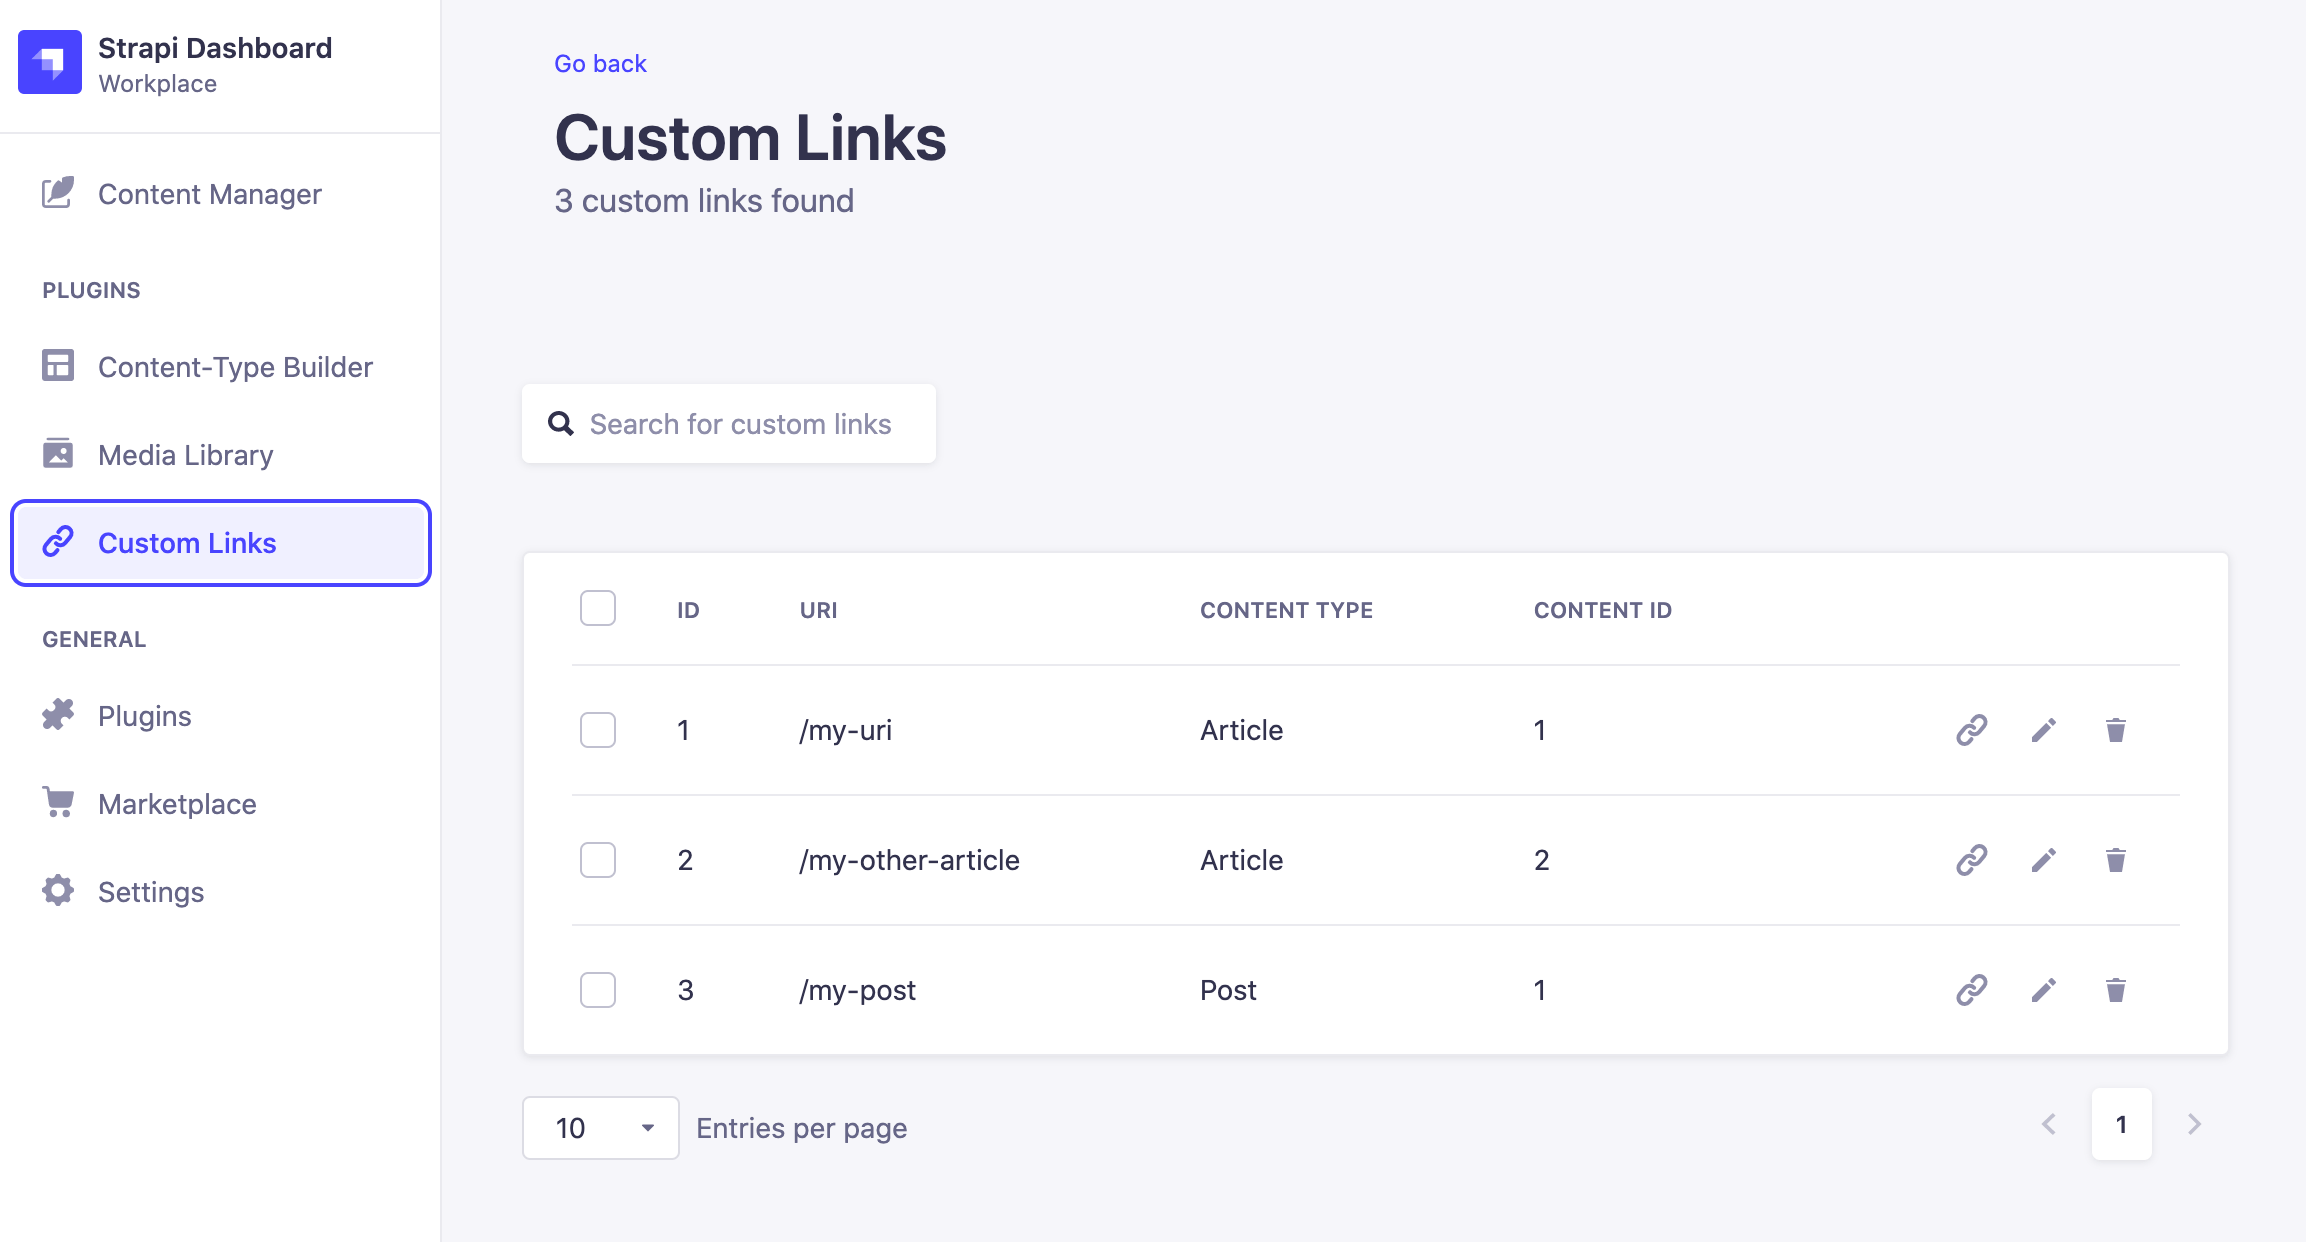 Strapi Dashboard
Workplace
Content Manager
PLUGINS
Content-Type Builder
Media Library
Custom Links
GENERAL
Plugins
Marketplace
Settings
Go back
Custom Links
3 custom links found
Search for custom links
ID URI CONTENT TYPE CONTENT ID
1 /my-uri Article 1
2 /my-other-article Article 2
3 /my-post Post 1
10 Entries per page 1